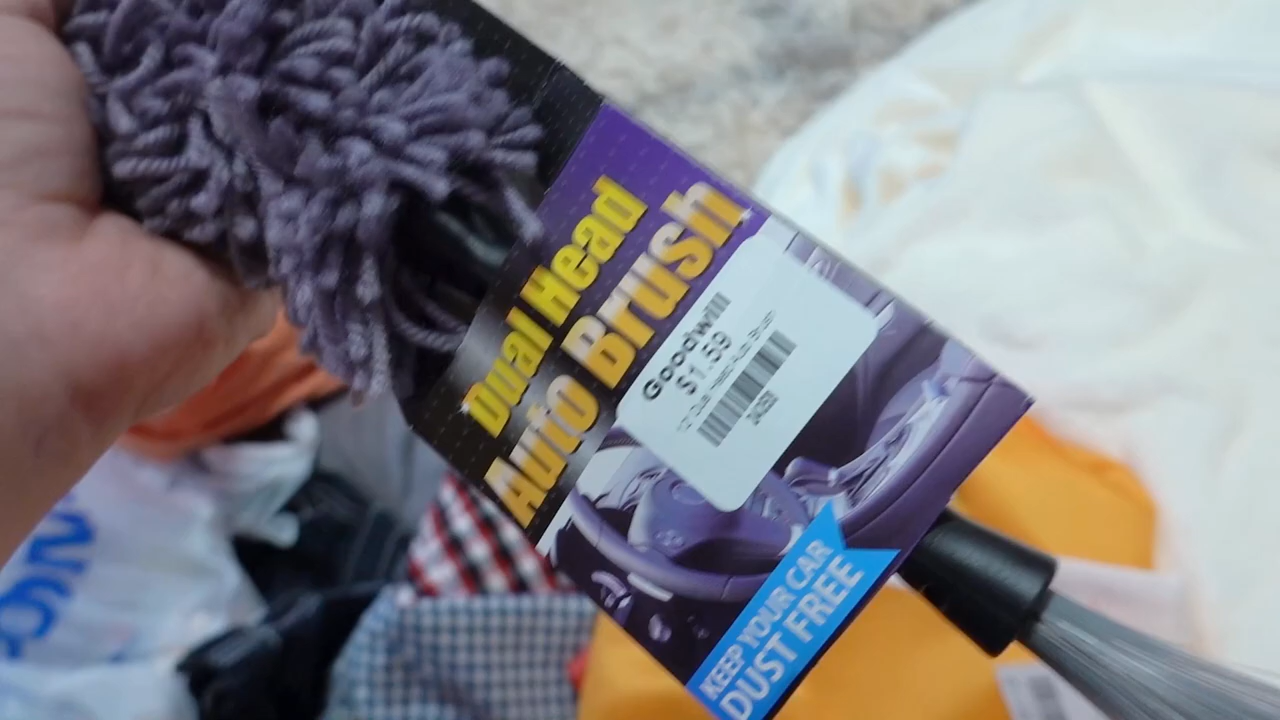 Dual Head
Auto Brush
Goodwill
$1.59
KEEP YOUR CAR
DUST FREE